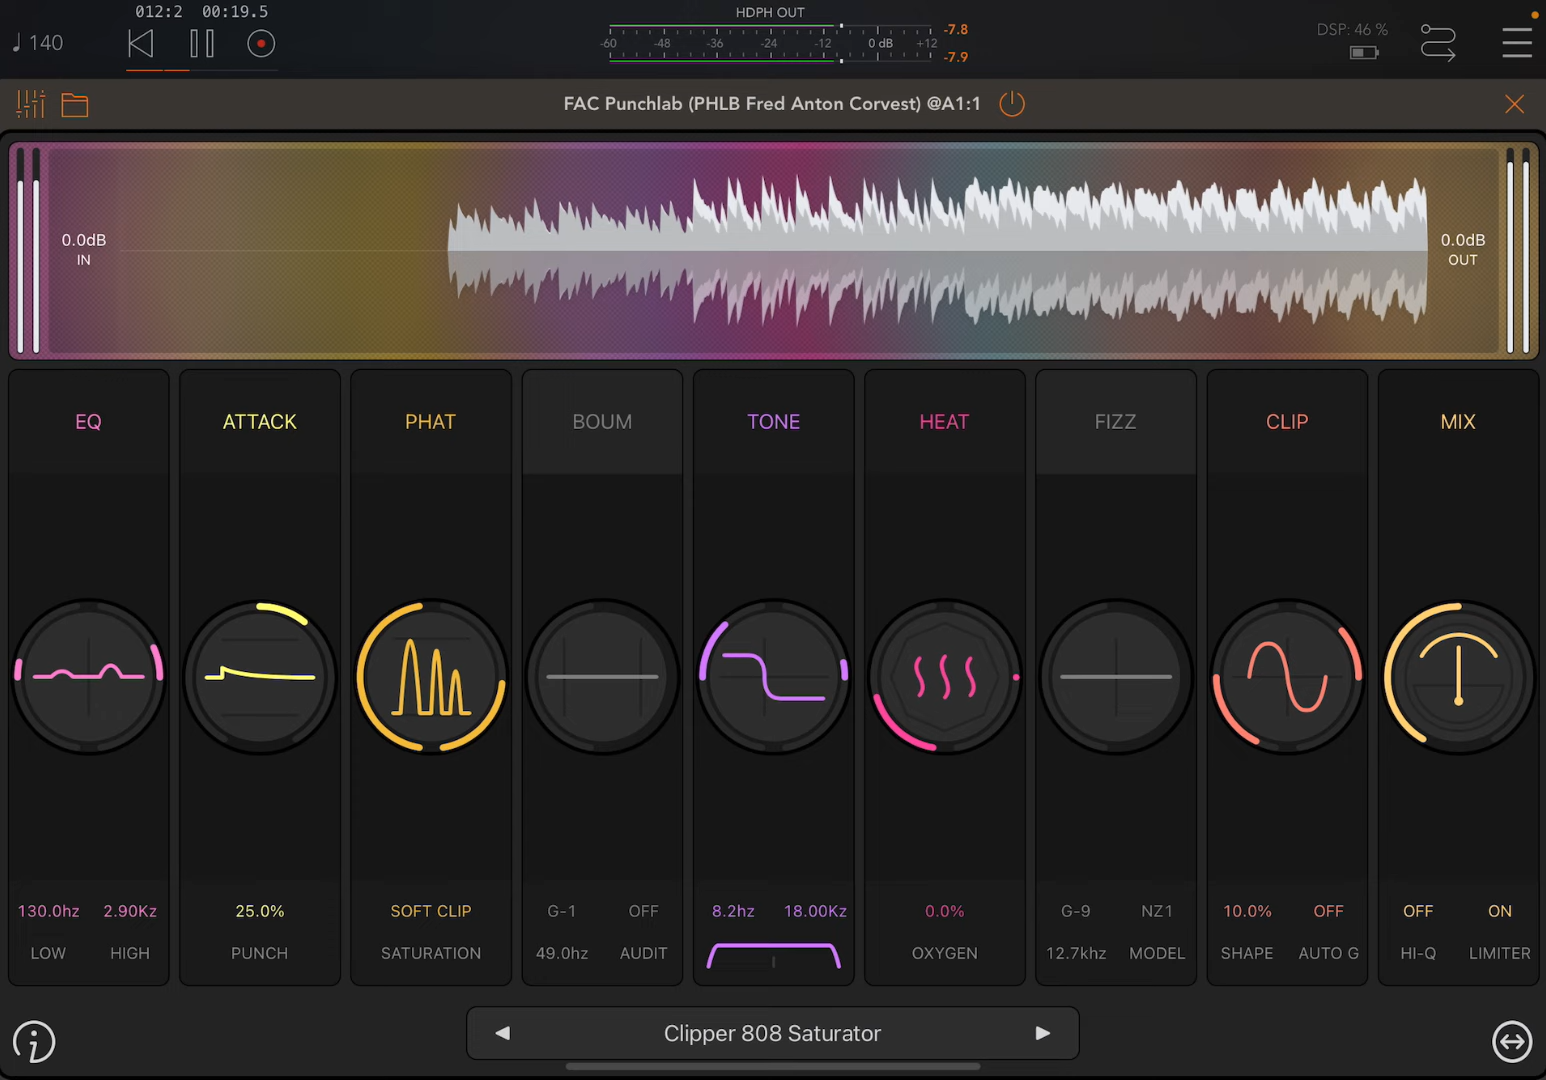 012:2 00:19.5
HDPH OUT
♩ 140
-60 -48 -36 -24 -12 0 dB +12
-7.8
-7.9
DSP: 46 %
FAC Punchlab (PHLB Fred Anton Corvest) @A1:1
0.0dB
IN
0.0dB
OUT
EQ ATTACK PHAT BOUM TONE HEAT FIZZ CLIP MIX
130.0hz 2.90Kz 25.0% SOFT CLIP G-1 OFF 8.2hz 18.00Kz 0.0% G-9 NZ1 10.0% OFF OFF ON
LOW HIGH PUNCH SATURATION 49.0hz AUDIT OXYGEN 12.7khz MODEL SHAPE AUTO G HI-Q LIMITER
Clipper 808 Saturator